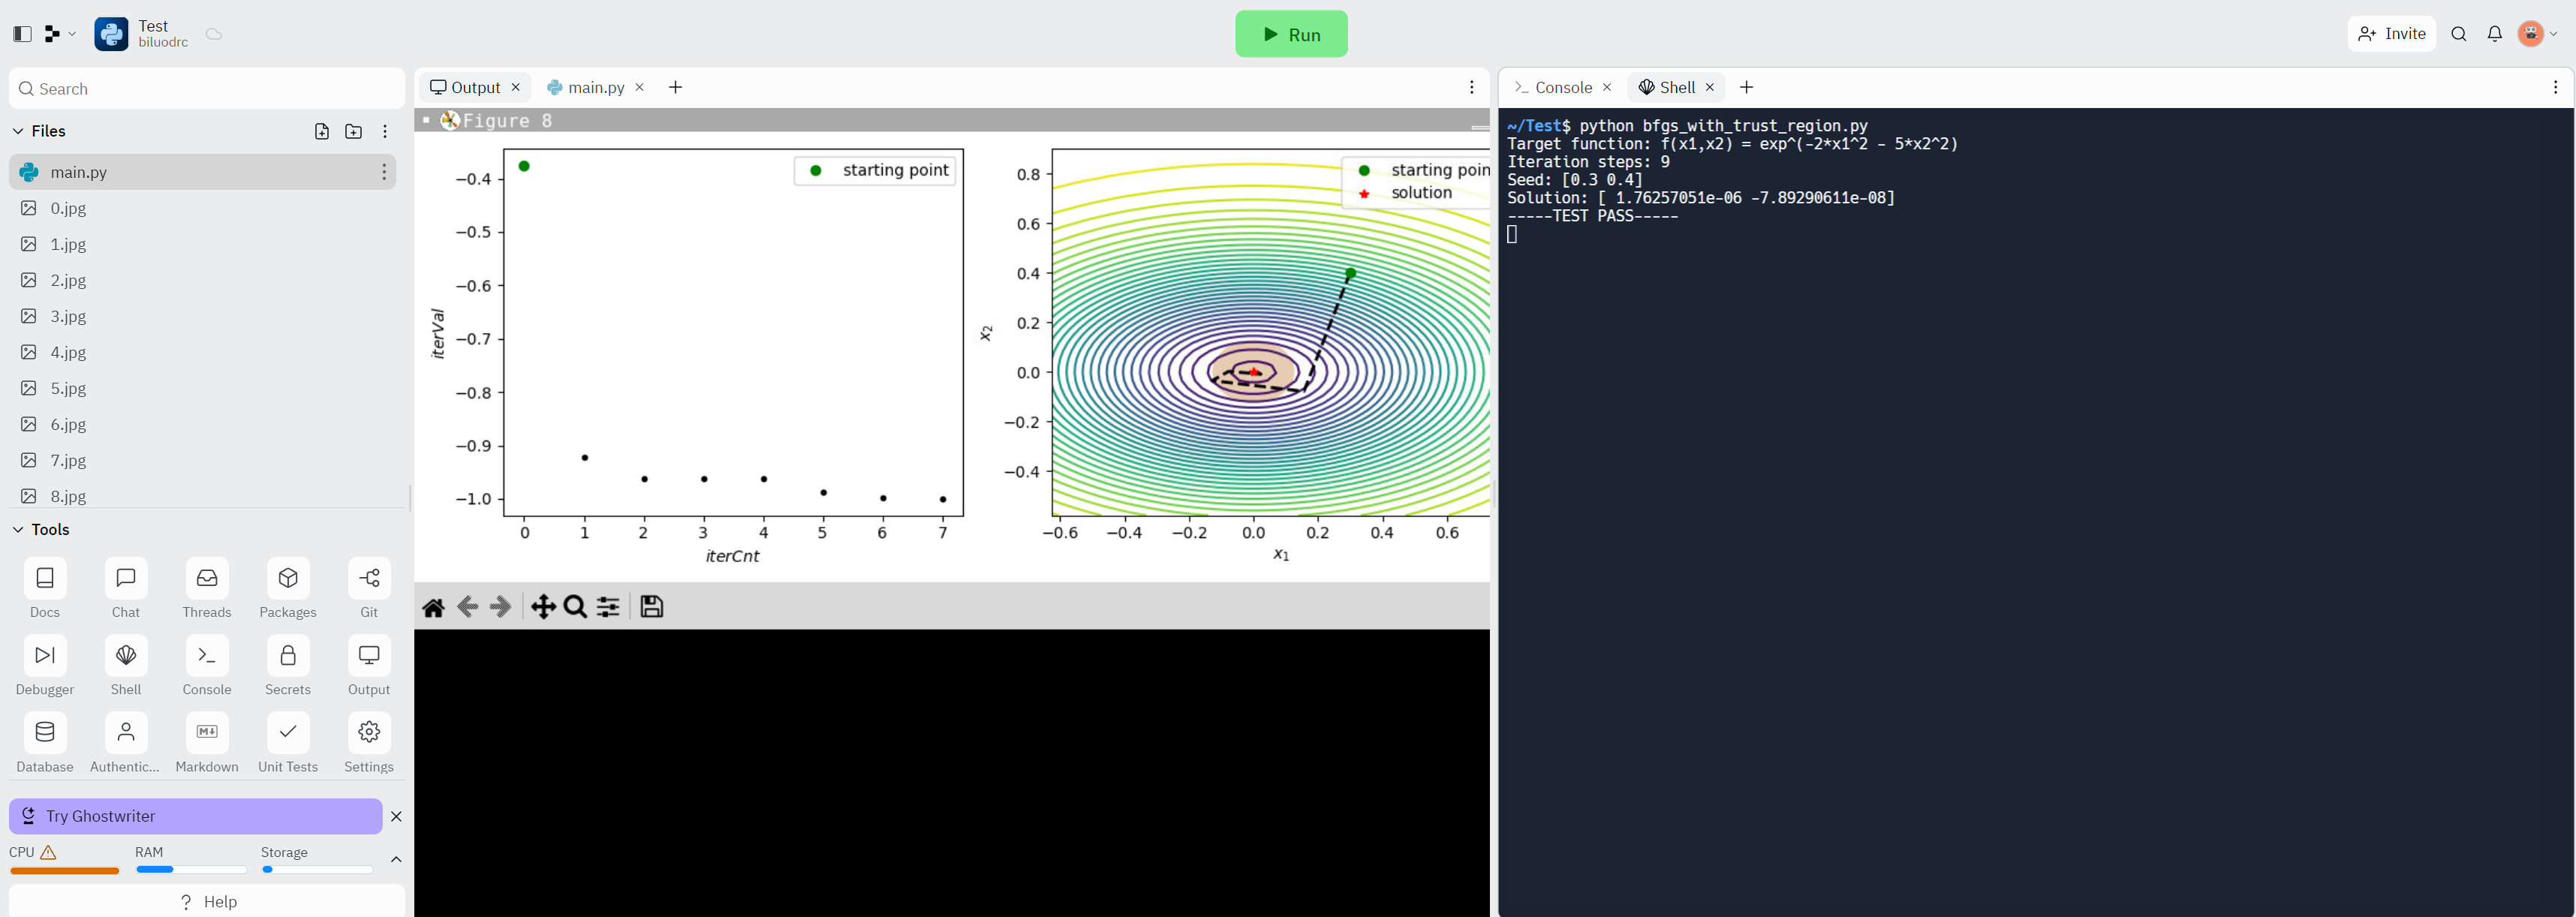 Test
biluodrc
Run
Invite
Search
Files
main.py
0.jpg
1.jpg
2.jpg
3.jpg
4.jpg
5.jpg
6.jpg
7.jpg
8.jpg
Tools
Docs
Chat
Threads
Packages
Git
Debugger
Shell
Console
Secrets
Output
Database
Authentic...
Markdown
Unit Tests
Settings
Try Ghostwriter
CPU
RAM
Storage
? Help
Output
main.py
Figure 8
starting point
−0.4
−0.5
−0.6
−0.7
−0.8
−0.9
−1.0
iterVal
0 1 2 3 4 5 6 7
iterCnt
starting poin
solution
0.8
0.6
0.4
0.2
0.0
−0.2
−0.4
x2
−0.6 −0.4 −0.2 0.0 0.2 0.4 0.6
x1
Console
Shell
~/Test$ python bfgs_with_trust_region.py
Target function: f(x1,x2) = exp^(-2*x1^2 - 5*x2^2)
Iteration steps: 9
Seed: [0.3 0.4]
Solution: [ 1.76257051e-06 -7.89290611e-08]
-----TEST PASS-----